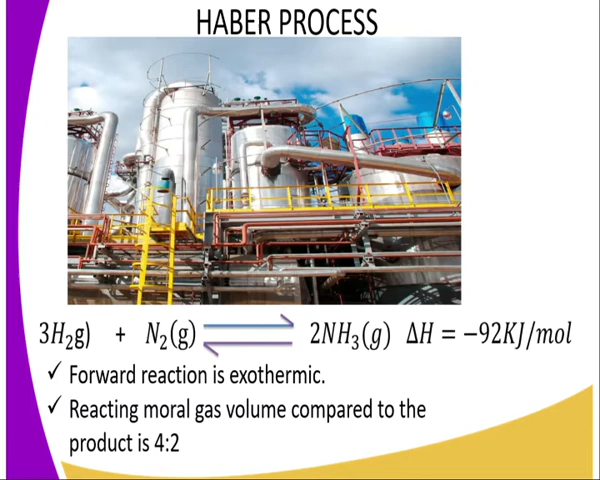 HABER PROCESS
3H₂g) + N₂(g) ⇌ 2NH₃(g) ΔH = −92KJ/mol
✓ Forward reaction is exothermic.
✓ Reacting moral gas volume compared to the
product is 4:2